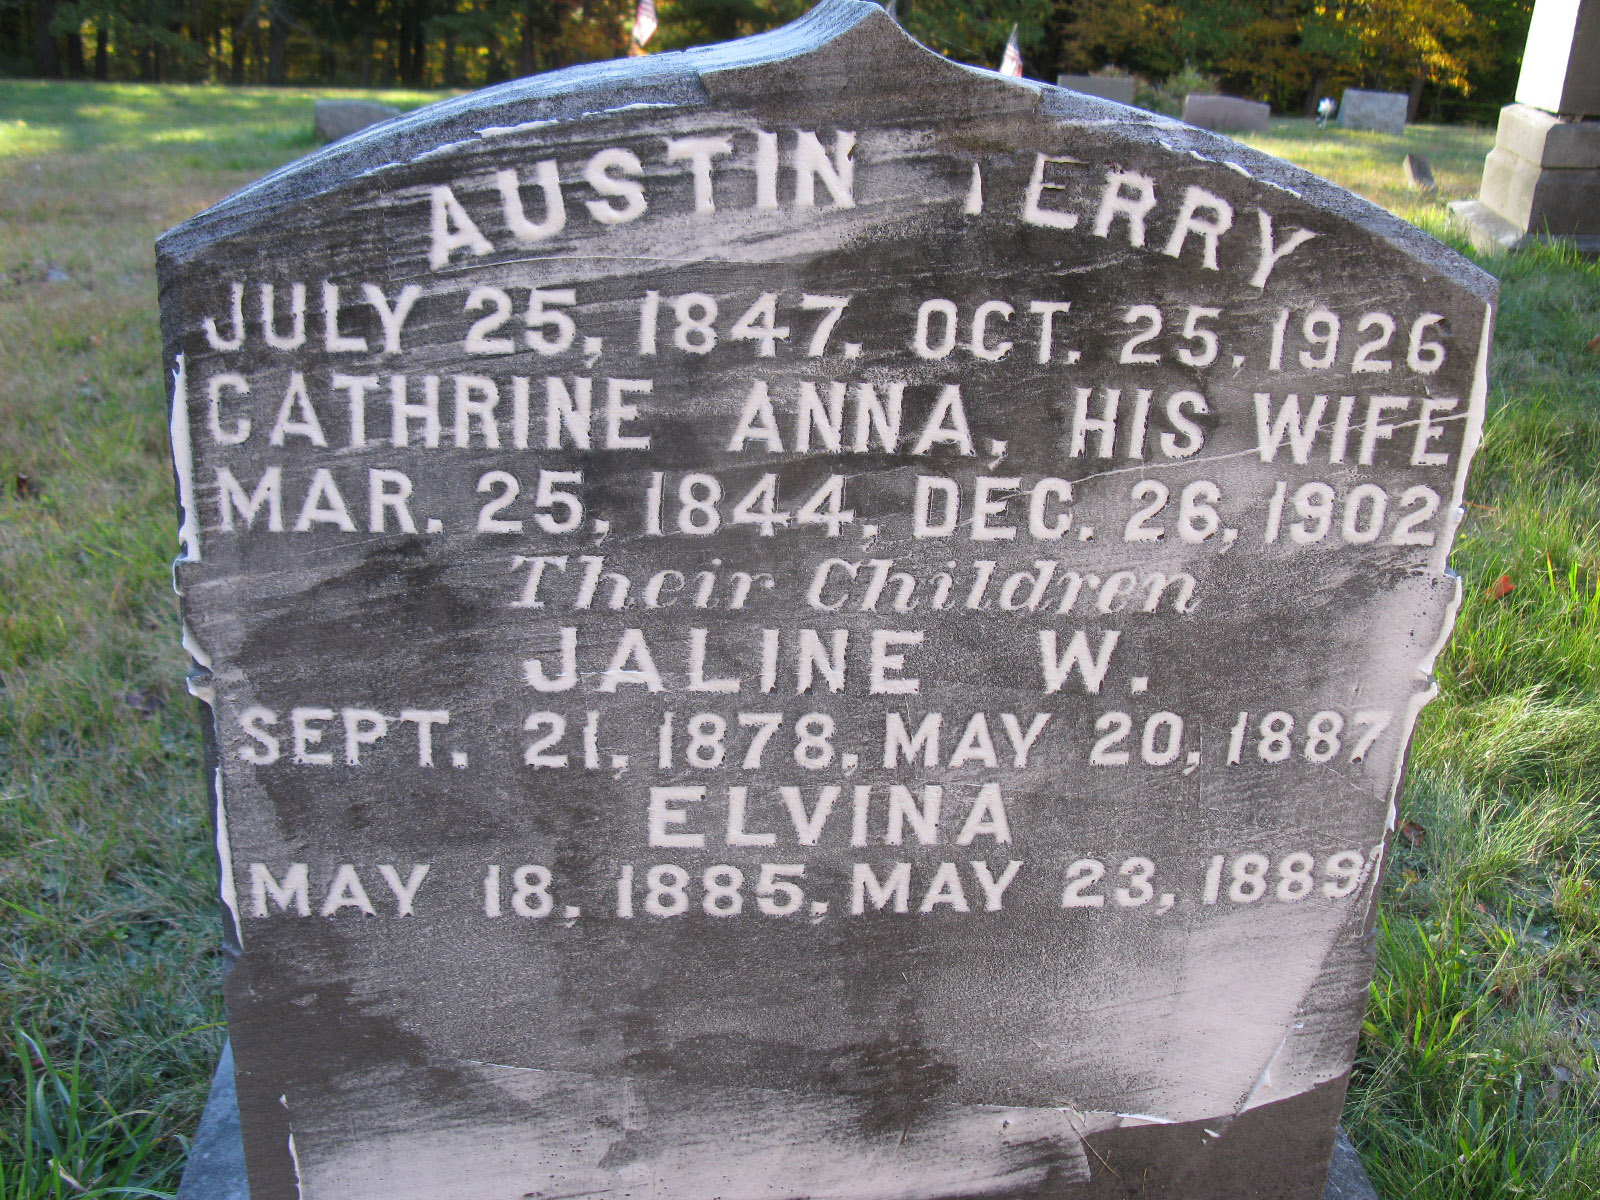 AUSTIN TERRY
JULY 25, 1847. OCT. 25, 1926
CATHRINE ANNA, HIS WIFE
MAR. 25, 1844, DEC. 26, 1902
Their Children
JALINE W.
SEPT. 21, 1878, MAY 20, 1887
ELVINA
MAY 18, 1885, MAY 23, 1889